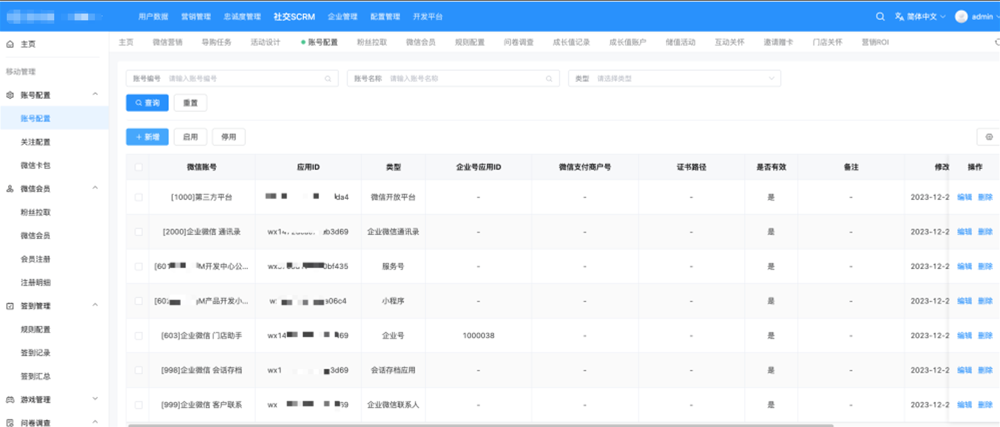 用户数据 营销管理 忠诚度管理 社交SCRM 企业管理 配置管理 开发平台 简体中文 admin
主页
移动管理
账号配置
账号配置
关注配置
微信卡包
微信会员
粉丝拉取
微信会员
会员注册
注册明细
签到管理
规则配置
签到记录
签到汇总
游戏管理
问卷调查
主页 微信营销 导购任务 活动设计 账号配置 粉丝拉取 微信会员 规则配置 问卷调查 成长值记录 成长值账户 储值活动 互动关怀 邀请赠卡 门店关怀 营销ROI
账号编号 请输入账号编号 账号名称 请输入账号名称 类型 请选择类型
查询 重置
+ 新增 启用 停用
微信账号 应用ID 类型 企业号应用ID 微信支付商户号 证书路径 是否有效 备注 修改 操作
[1000]第三方平台 da4 微信开放平台 - - - 是 - 2023-12-2 编辑 删除
[2000]企业微信 通讯录 wx14 b3d69 企业微信通讯录 - - - 是 - 2023-12-2 编辑 删除
[601 M开发中心公... wx 0bf435 服务号 - - - 是 - 2023-12-2 编辑 删除
[602 M产品开发小... w a06c4 小程序 - - - 是 - 2023-12-2 编辑 删除
[603]企业微信 门店助手 wx14 69 企业号 1000038 - - 是 - 2023-12-2 编辑 删除
[998]企业微信 会话存档 wx1 3d69 会话存档应用 - - - 是 - 2023-12-2 编辑 删除
[999]企业微信 客户联系 wx 69 企业微信联系人 - - - 是 - 2023-12-2 编辑 删除